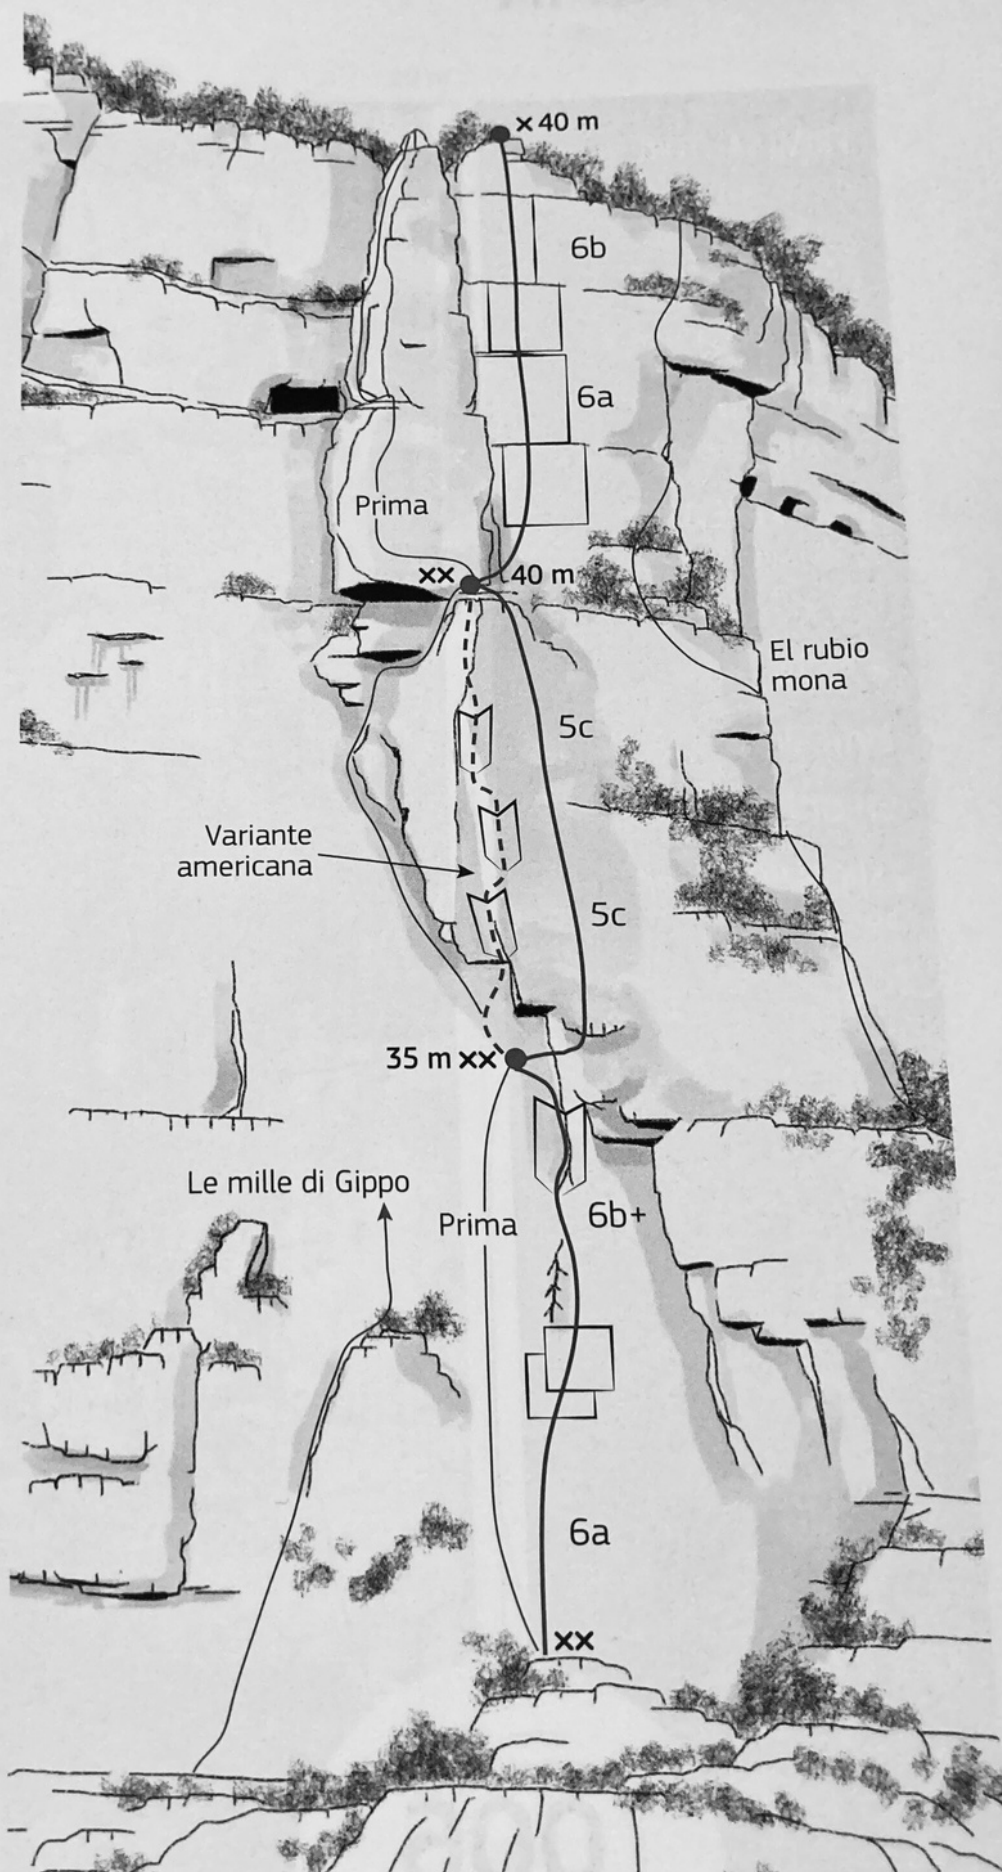 × 40 m
6b
6a
Prima
×× 40 m
El rubio
mona
5c
Variante
americana
5c
35 m ××
Le mille di Gippo
Prima
6b+
6a
××